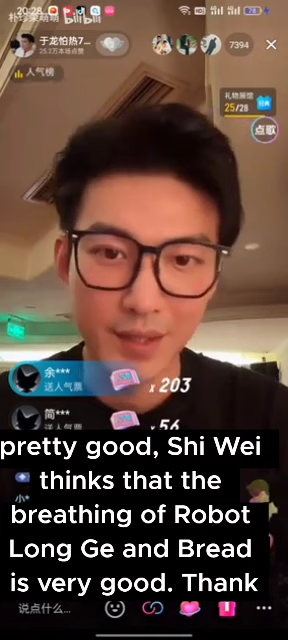 20:28
bilibili
于龙怕热7...
25.2万本场点赞
7394
人气榜
礼物展馆
25/28
点歌
余***
送人气票
x 203
简***
送人气票
x 56
pretty good, Shi Wei
thinks that the
小*
breathing of Robot
Long Ge and Bread
is very good. Thank
说点什么...